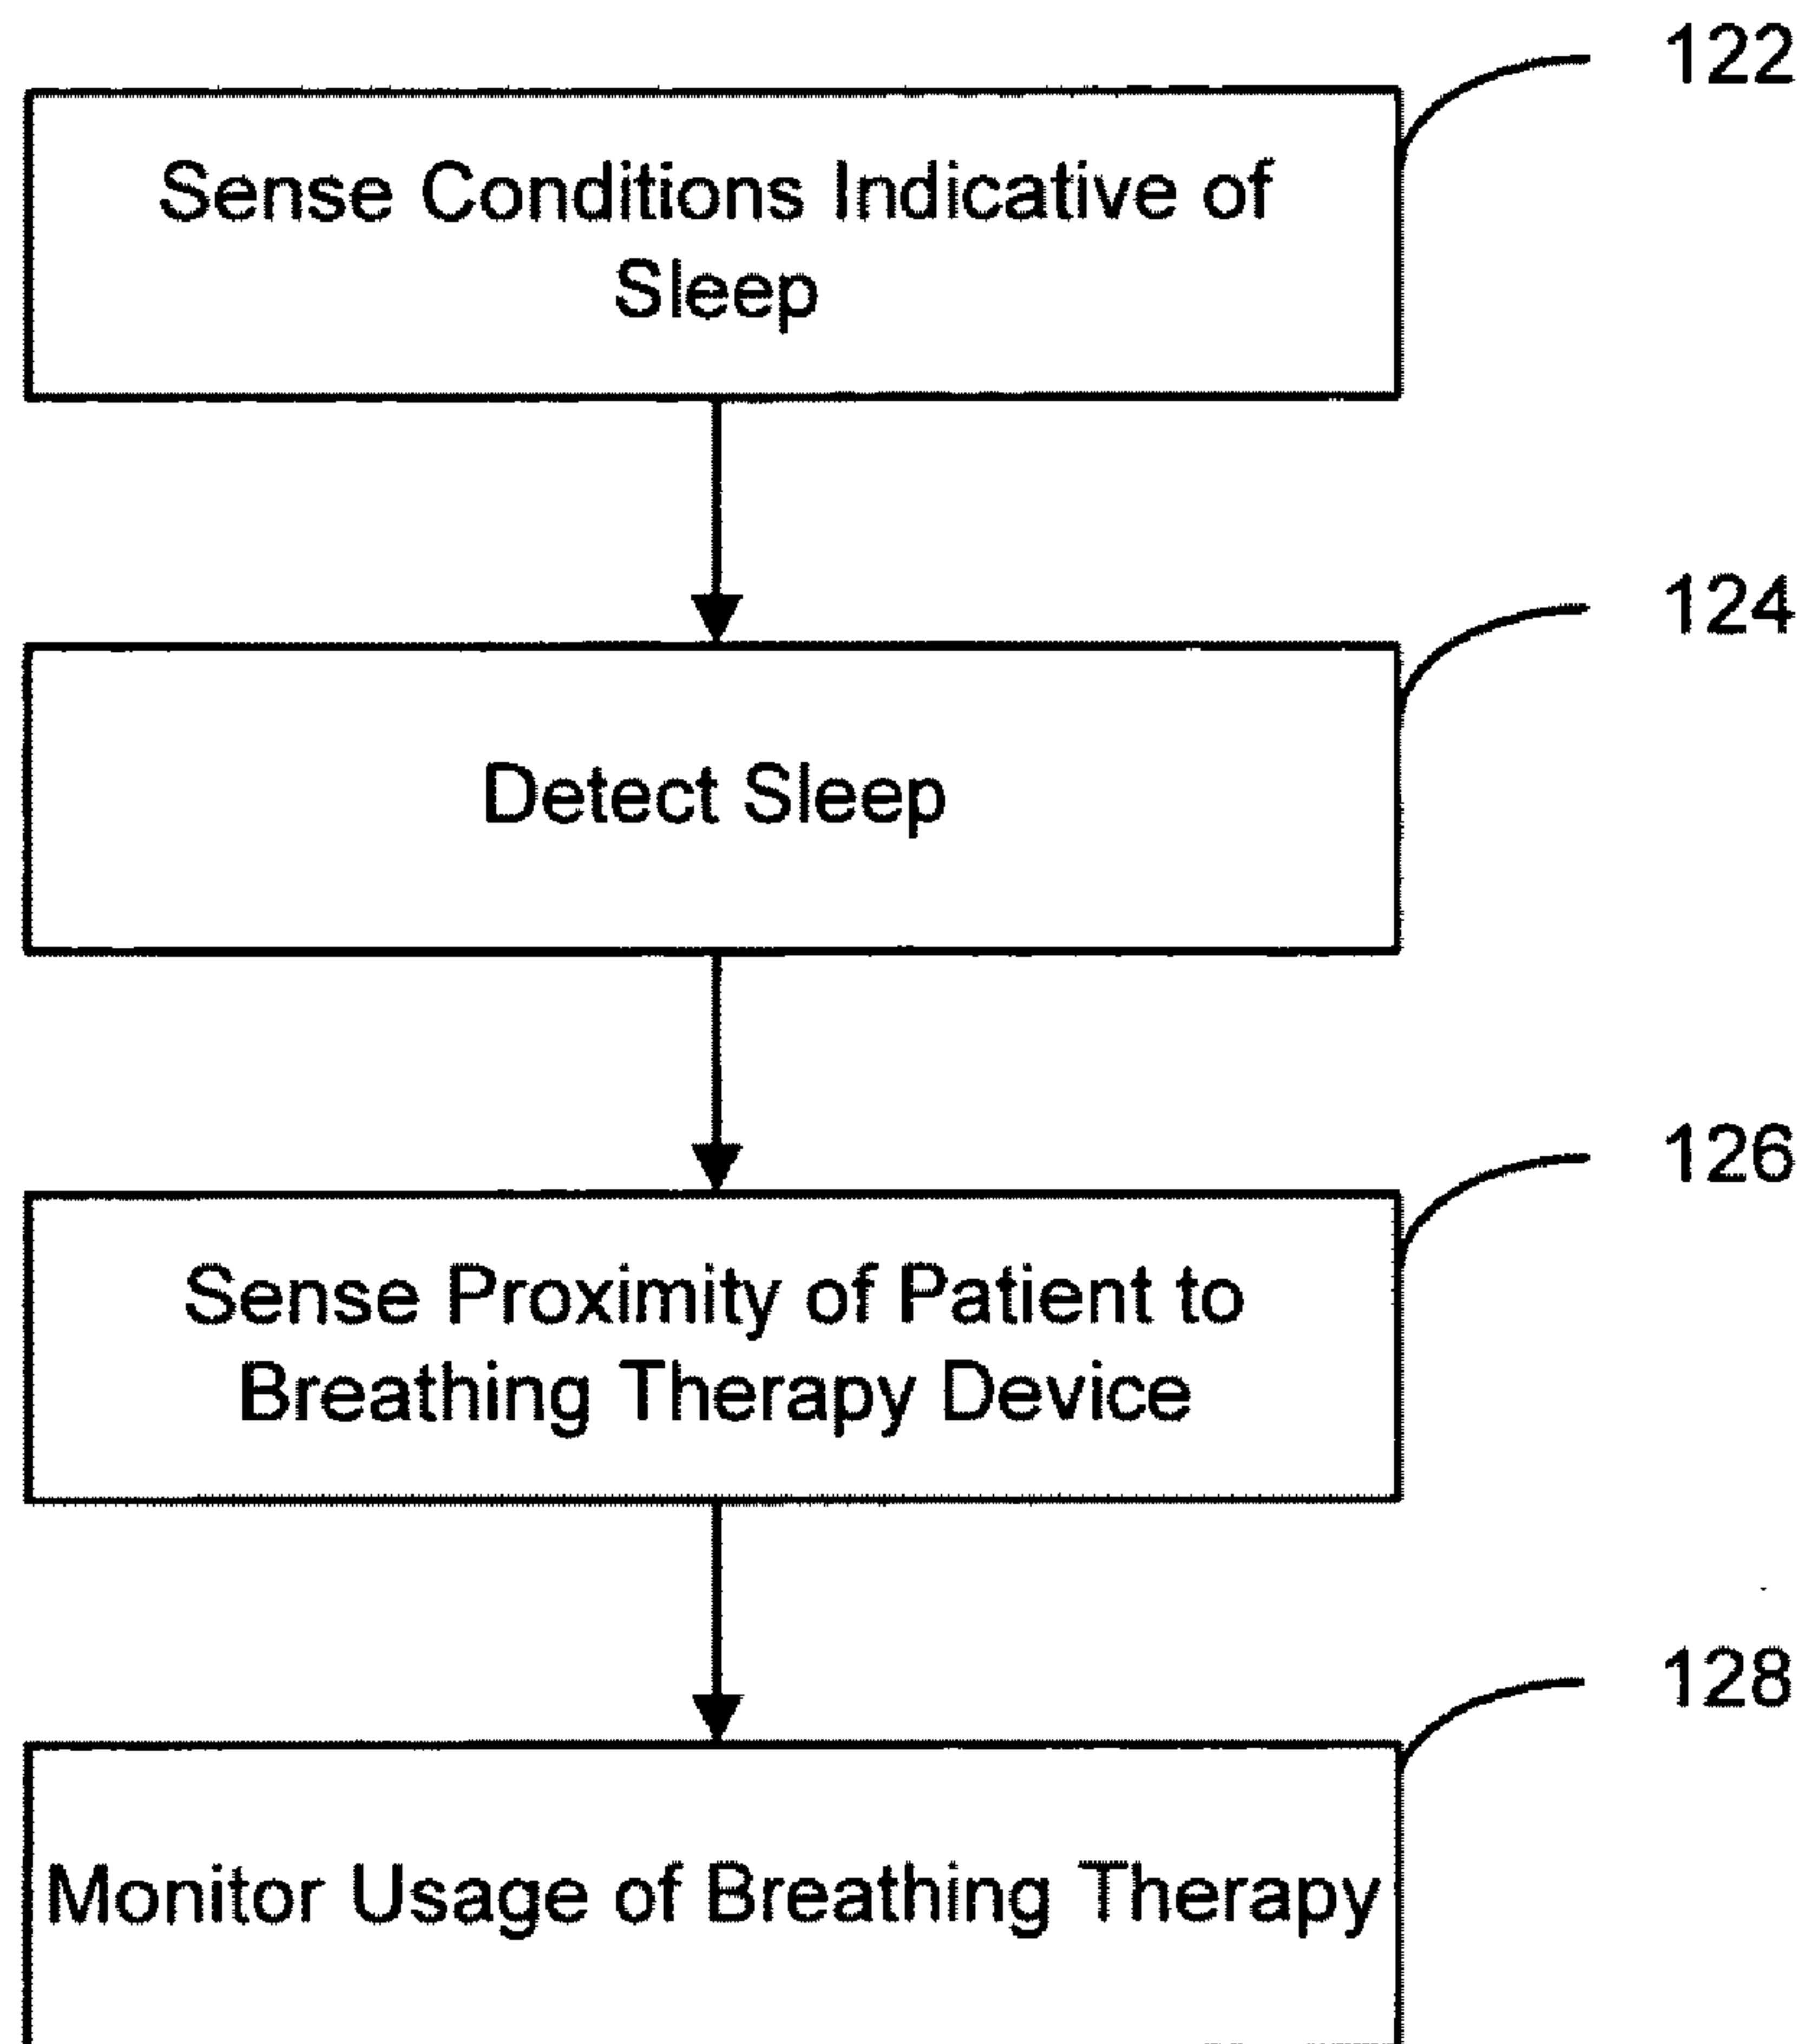 122
Sense Conditions Indicative of
Sleep
124
Detect Sleep
126
Sense Proximity of Patient to
Breathing Therapy Device
128
Monitor Usage of Breathing Therapy